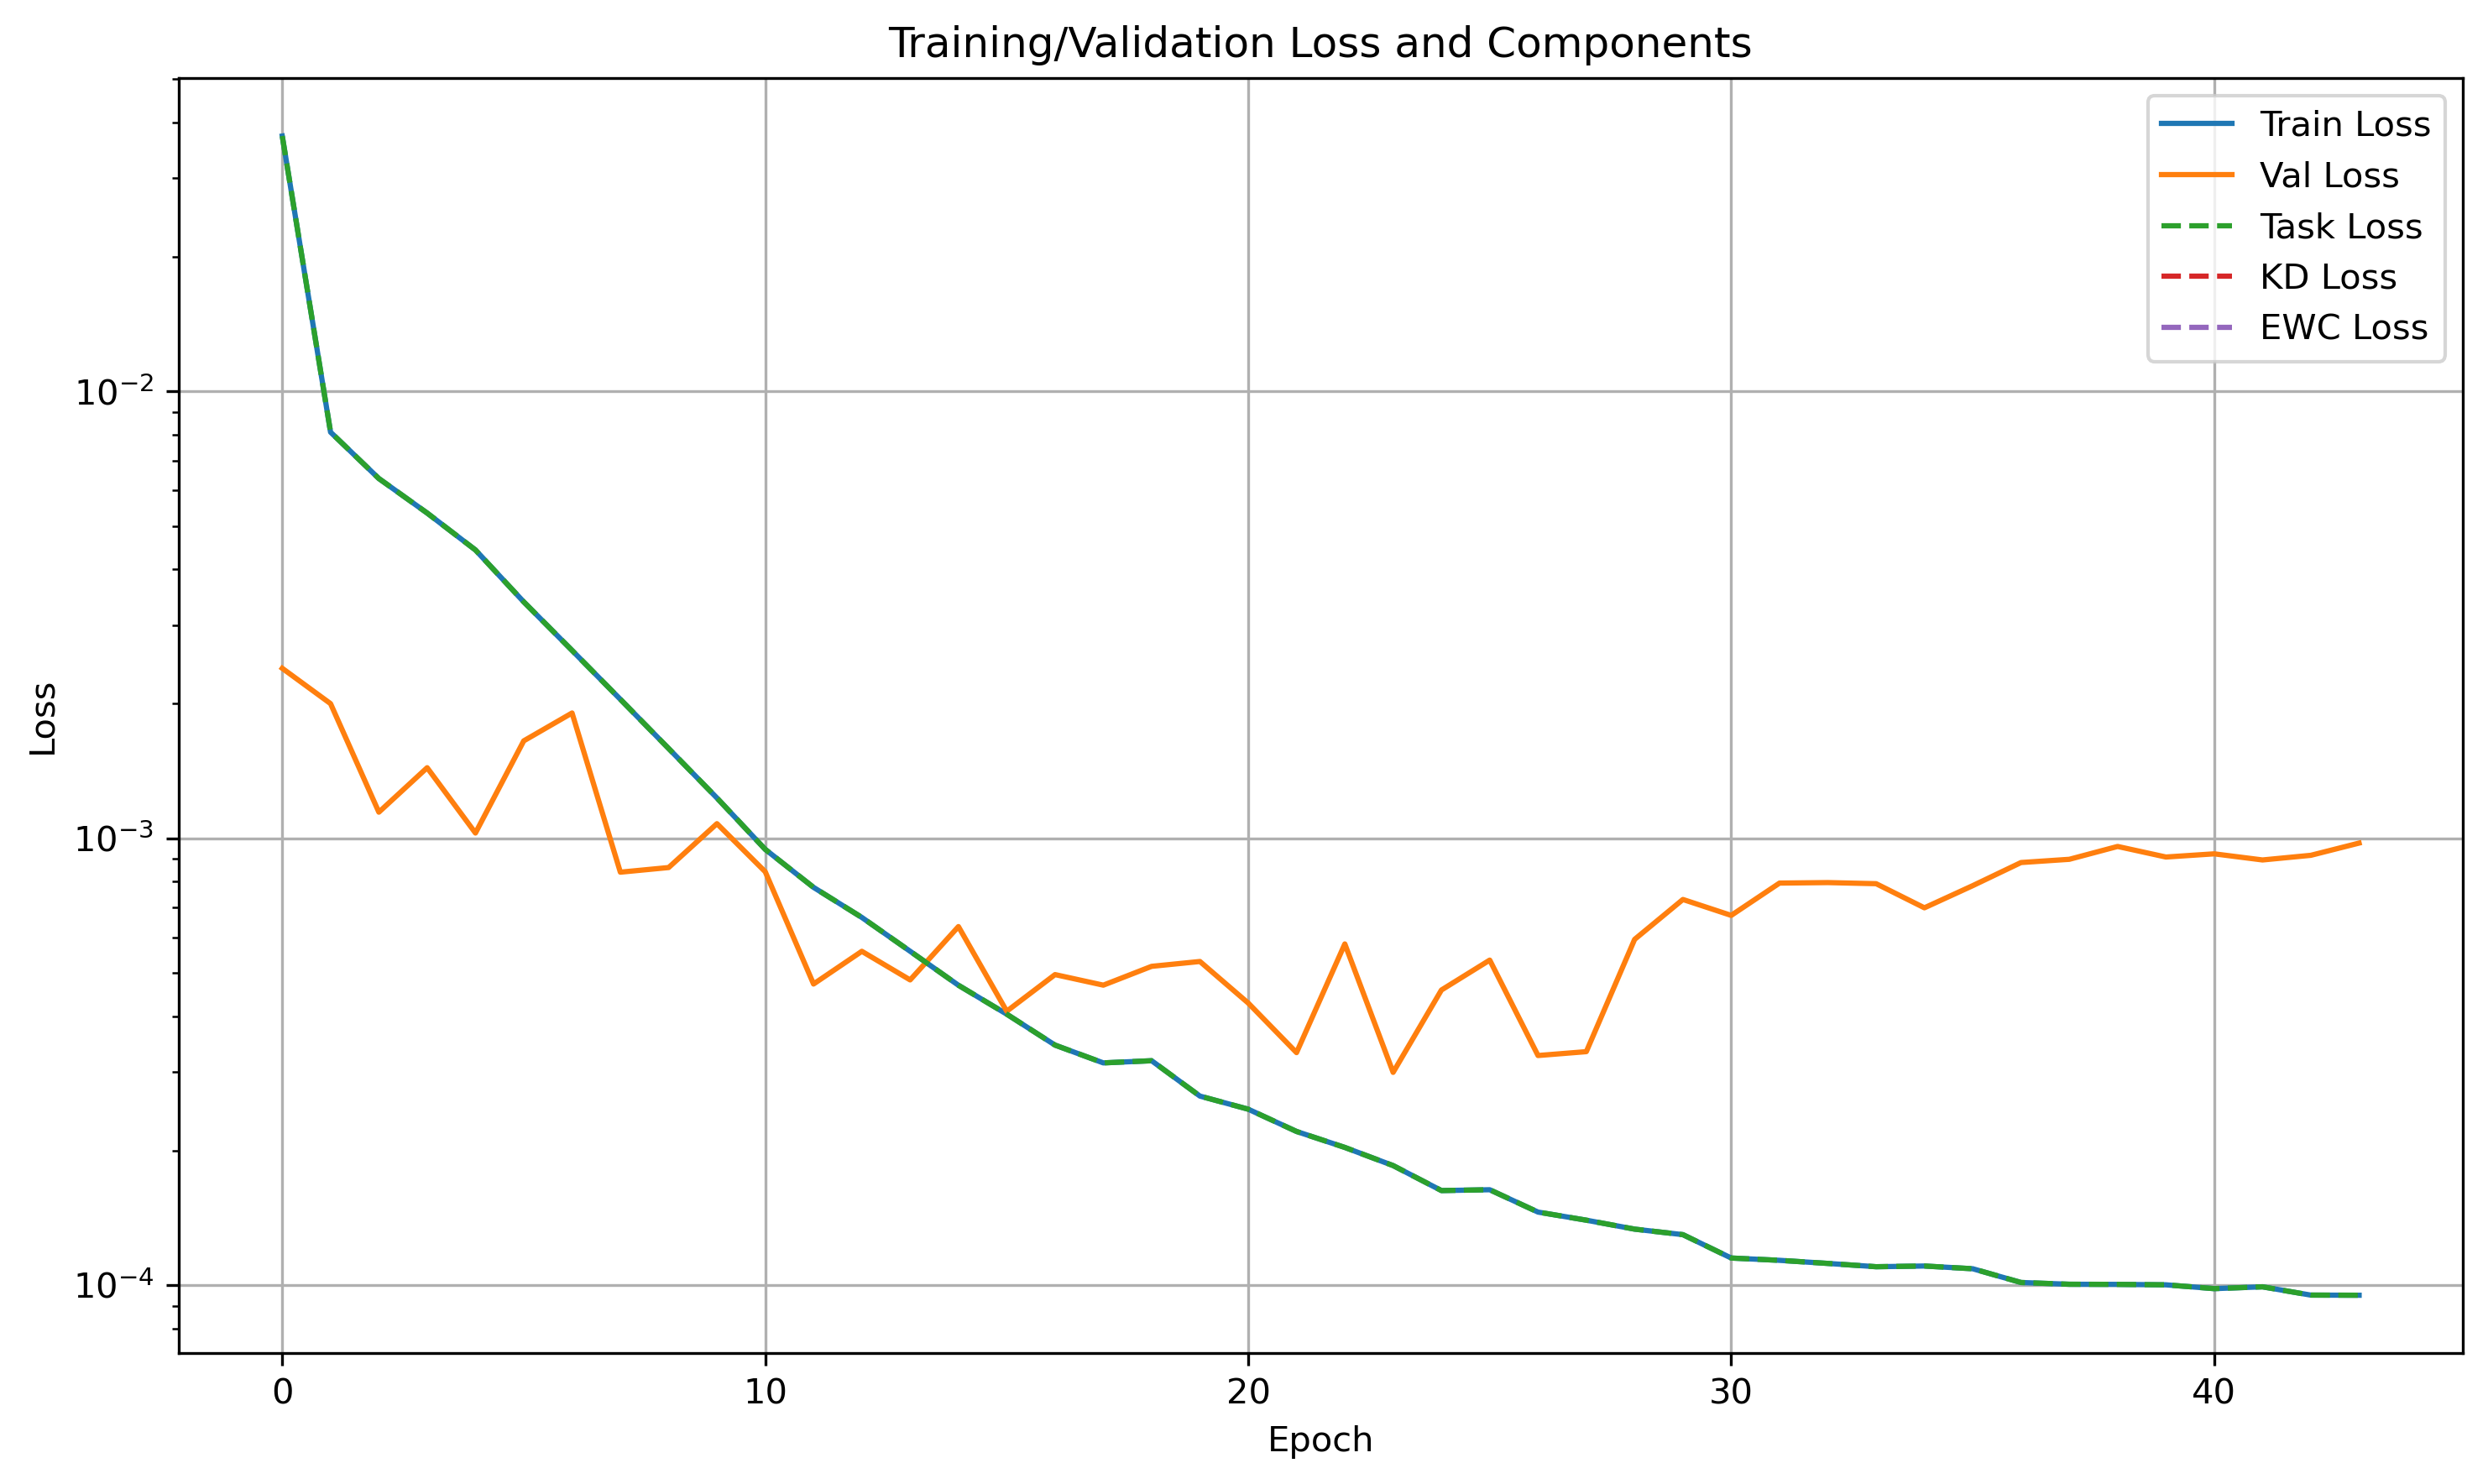 Training/Validation Loss and Components
Train Loss
Val Loss
Task Loss
KD Loss
EWC Loss
Loss
10⁻²
10⁻³
10⁻⁴
0 10 20 30 40
Epoch